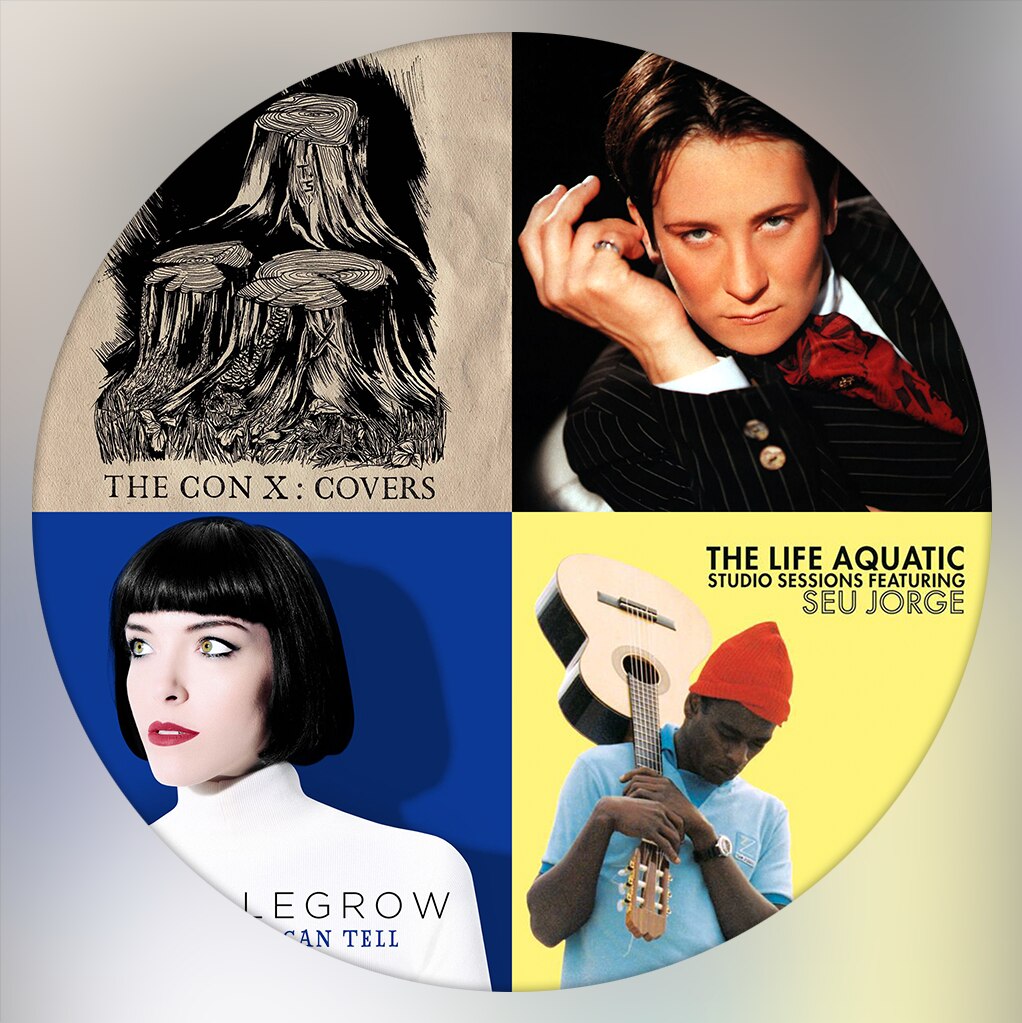 THE CON X : COVERS
THE LIFE AQUATIC
STUDIO SESSIONS FEATURING
SEU JORGE
LEGROW
CAN TELL